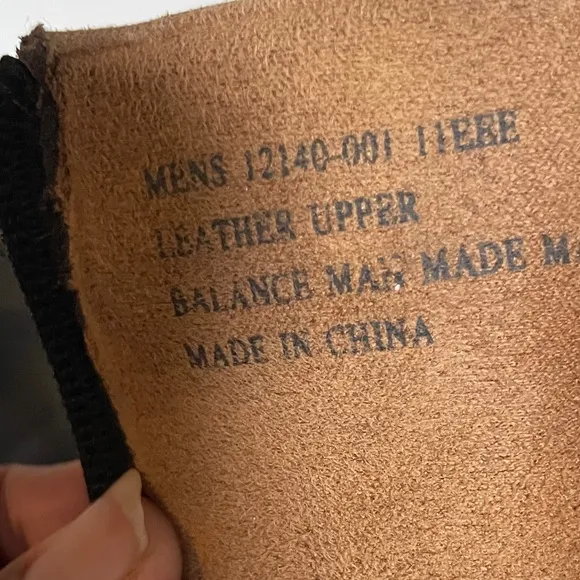 MENS 12140-001 11EEE
LEATHER UPPER
BALANCE MAN MADE MA
MADE IN CHINA